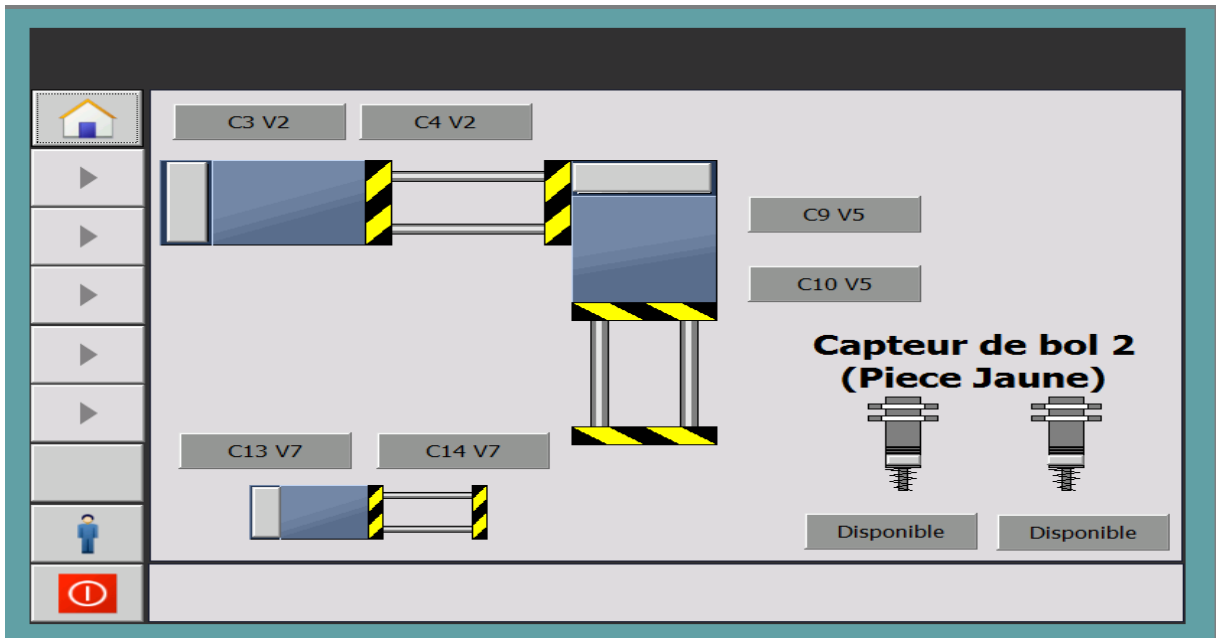 C3 V2
C4 V2
C9 V5
C10 V5
Capteur de bol 2
(Piece Jaune)
C13 V7
C14 V7
Disponible
Disponible